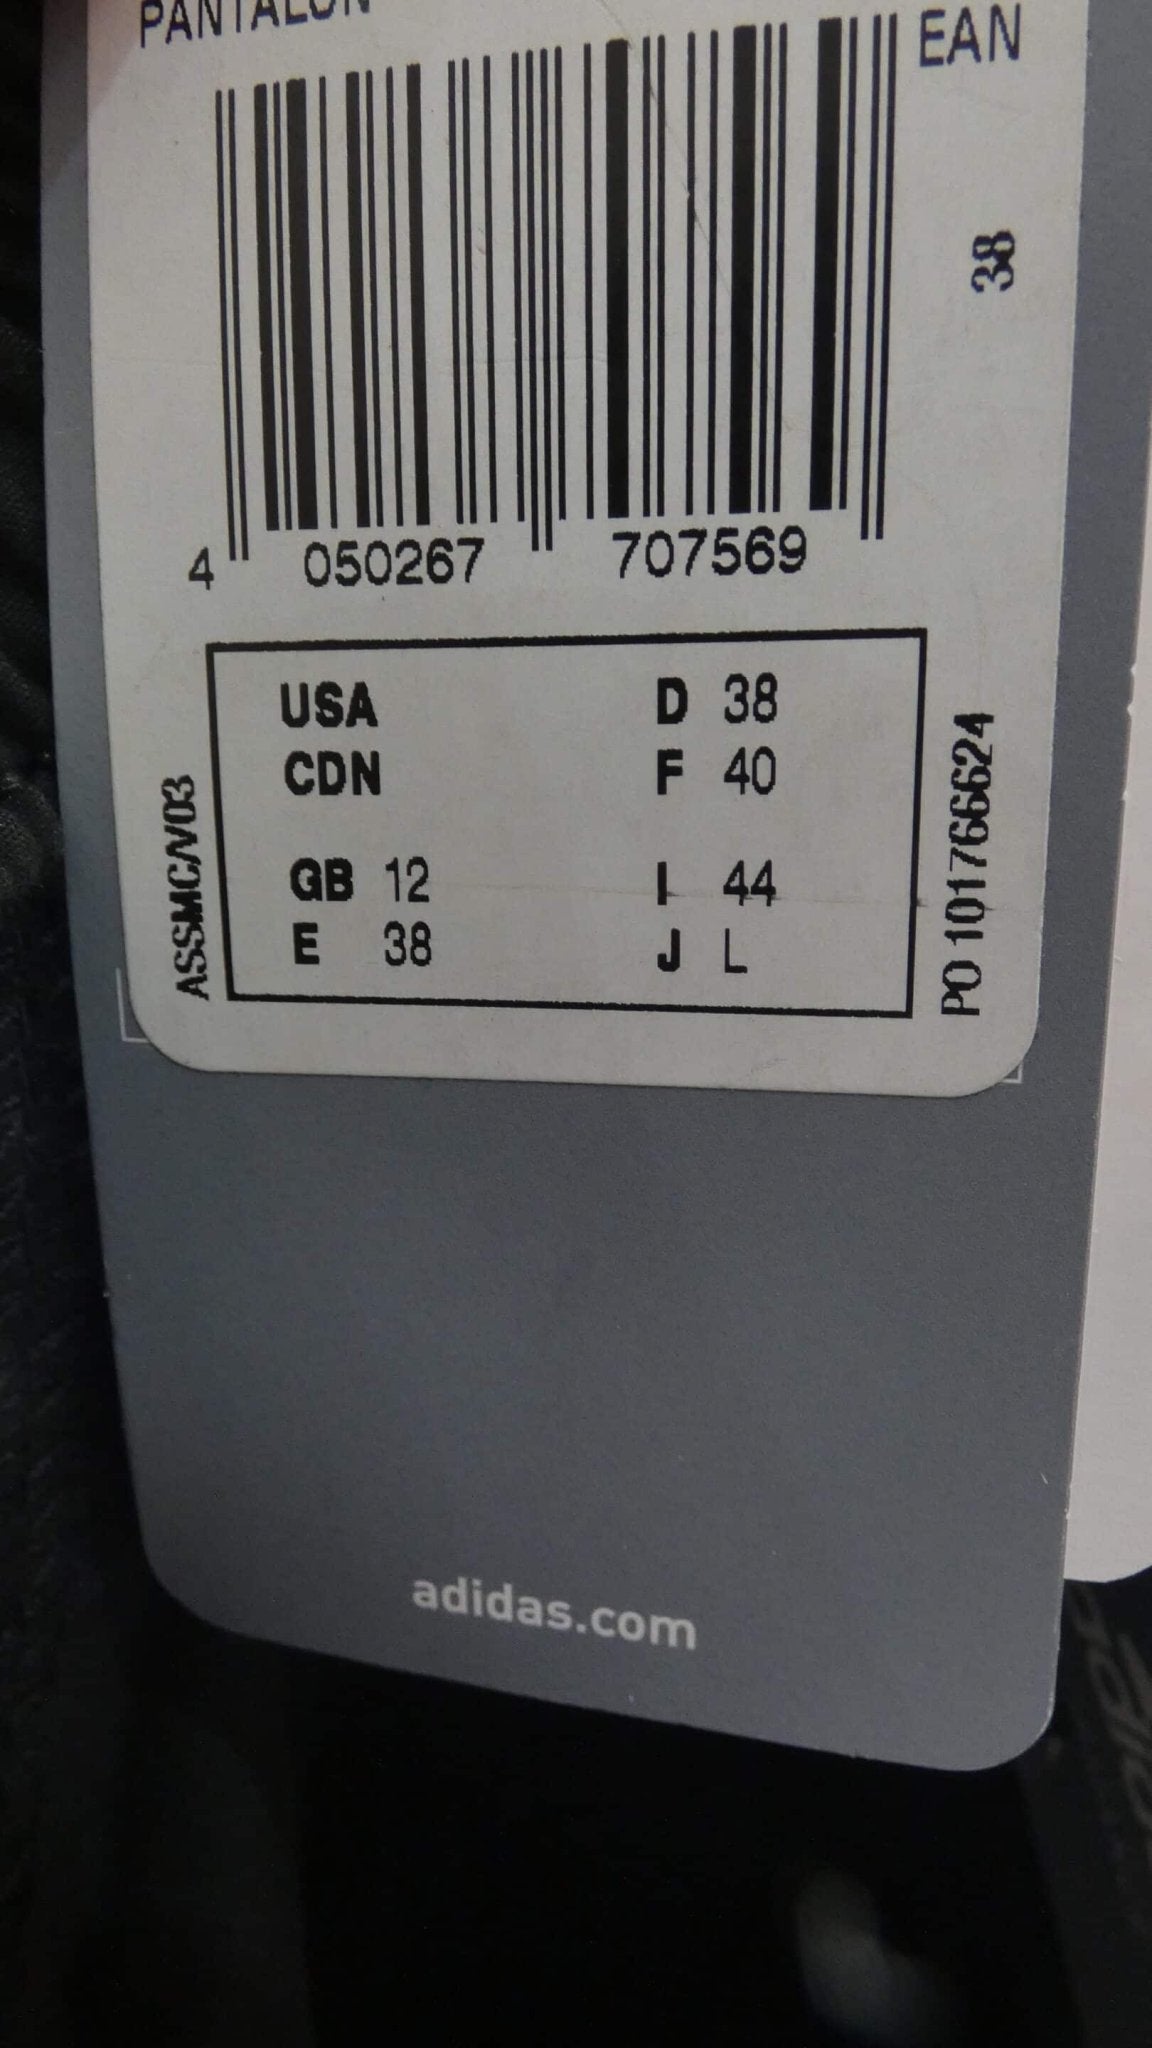 PANTALON
EAN
38
4 050267 707569
USA D 38
CDN F 40
GB 12 I 44
E 38 J L
ASSMC/V03
PO 101766624
adidas.com